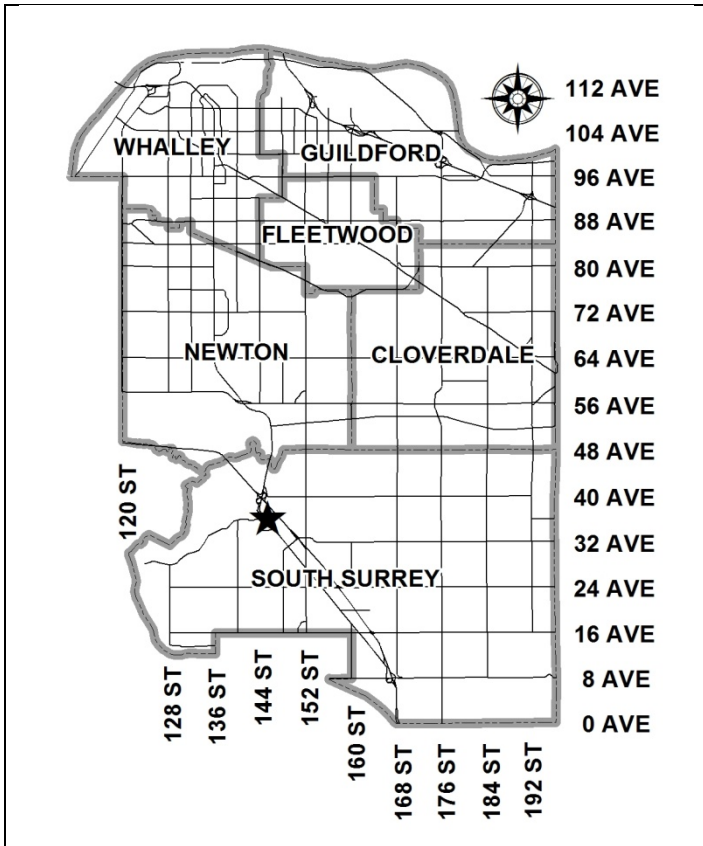 112 AVE
104 AVE
WHALLEY
GUILDFORD
96 AVE
88 AVE
FLEETWOOD
80 AVE
72 AVE
NEWTON
CLOVERDALE
64 AVE
56 AVE
48 AVE
120 ST
40 AVE
32 AVE
SOUTH SURREY
24 AVE
16 AVE
128 ST
136 ST
144 ST
152 ST
160 ST
8 AVE
168 ST
176 ST
184 ST
192 ST
0 AVE